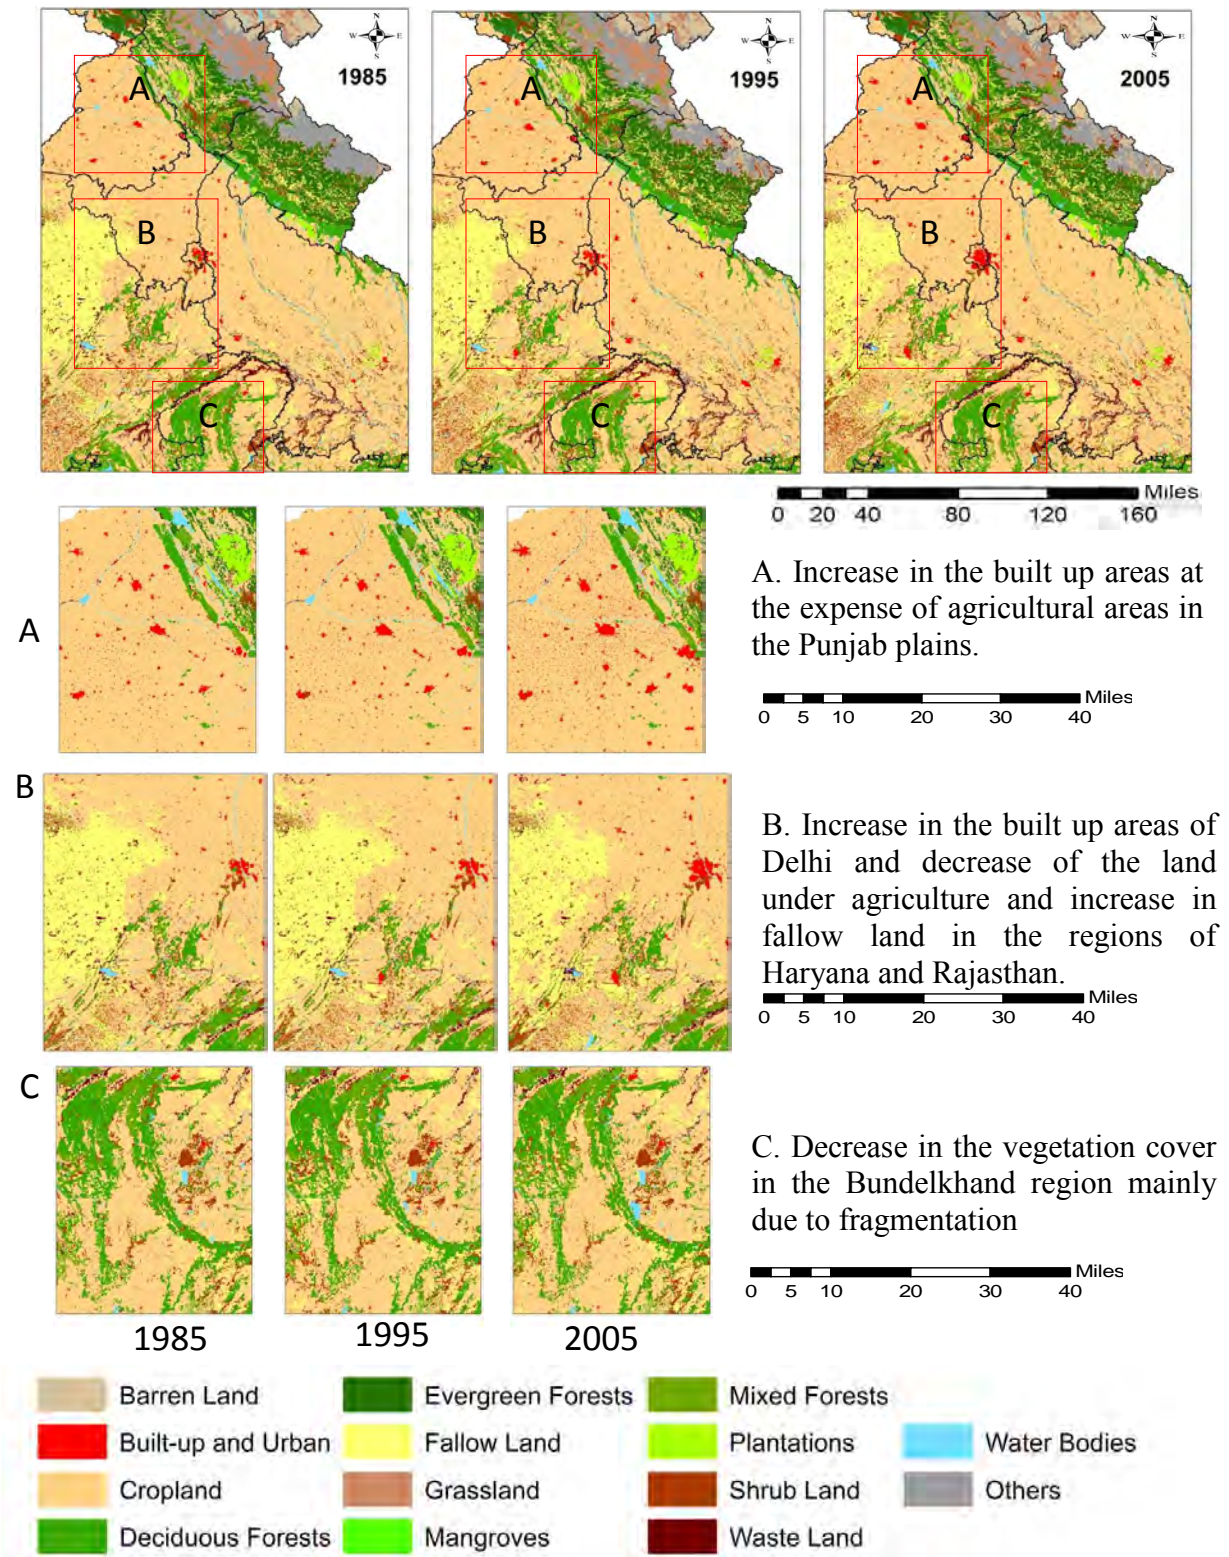 N
W E
S
1985
A
B
C
N
W E
S
1995
A
B
C
N
W E
S
2005
A
B
C
Miles
0 20 40 80 120 160
A
A. Increase in the built up areas at
the expense of agricultural areas in
the Punjab plains.
Miles
0 5 10 20 30 40
B
B. Increase in the built up areas of
Delhi and decrease of the land
under agriculture and increase in
fallow land in the regions of
Haryana and Rajasthan.
Miles
0 5 10 20 30 40
C
C. Decrease in the vegetation cover
in the Bundelkhand region mainly
due to fragmentation
Miles
0 5 10 20 30 40
1985 1995 2005
Barren Land
Built-up and Urban
Cropland
Deciduous Forests
Evergreen Forests
Fallow Land
Grassland
Mangroves
Mixed Forests
Plantations
Shrub Land
Waste Land
Water Bodies
Others